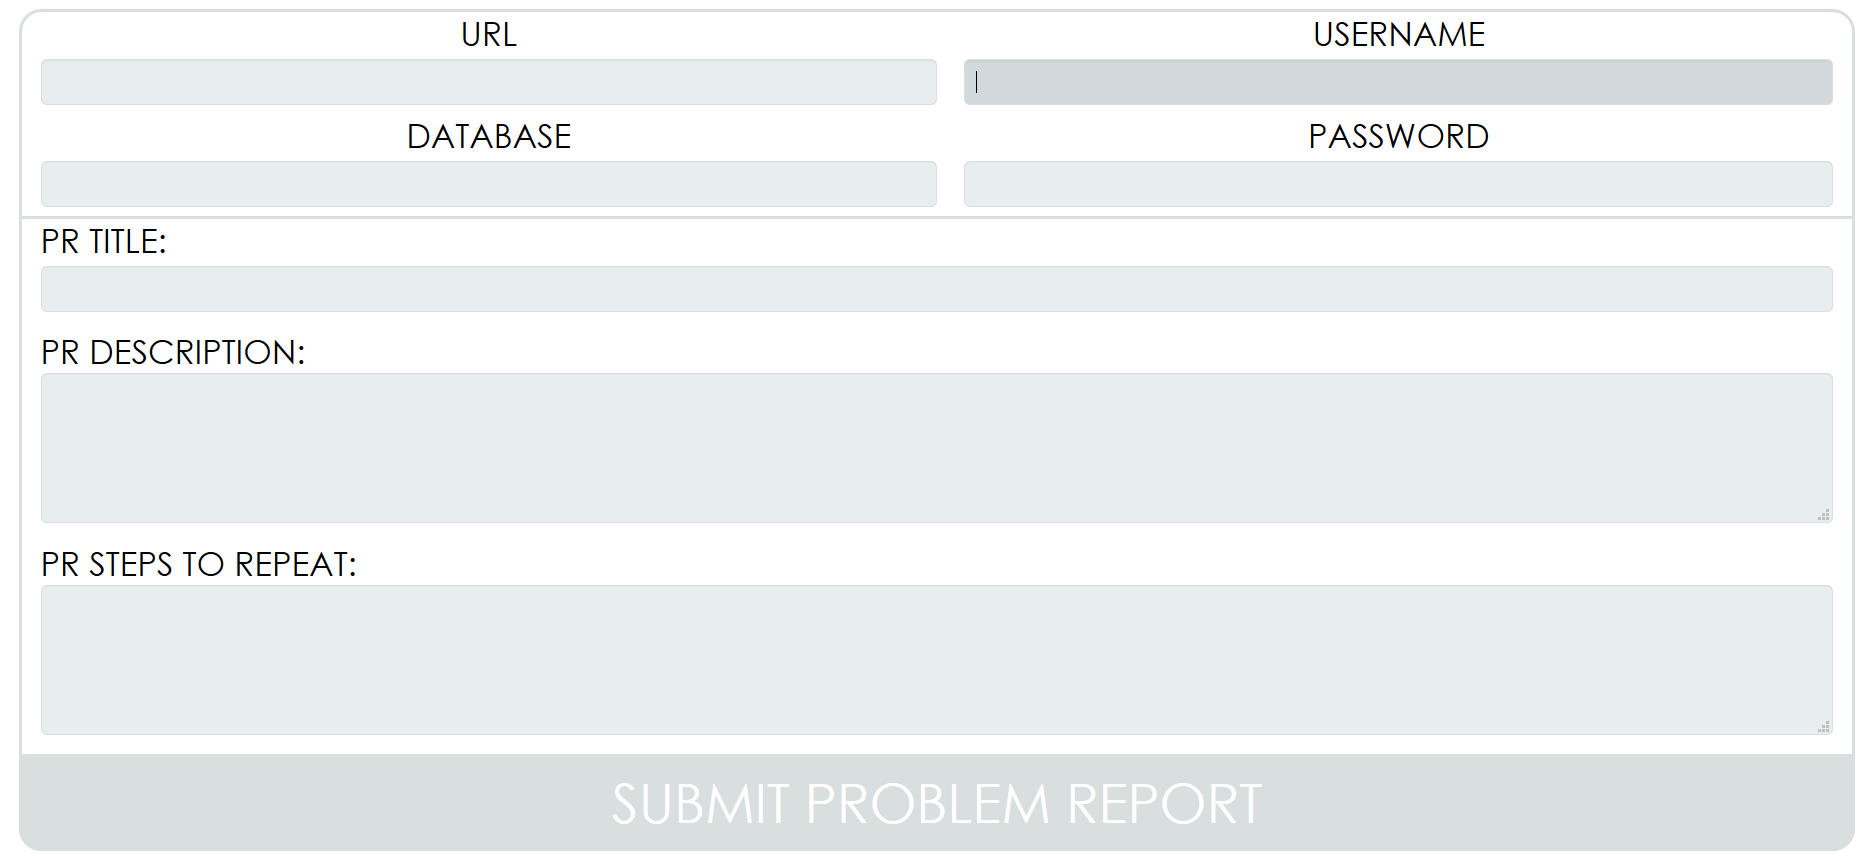 URL
USERNAME
DATABASE
PASSWORD
PR TITLE:
PR DESCRIPTION:
PR STEPS TO REPEAT:
SUBMIT PROBLEM REPORT